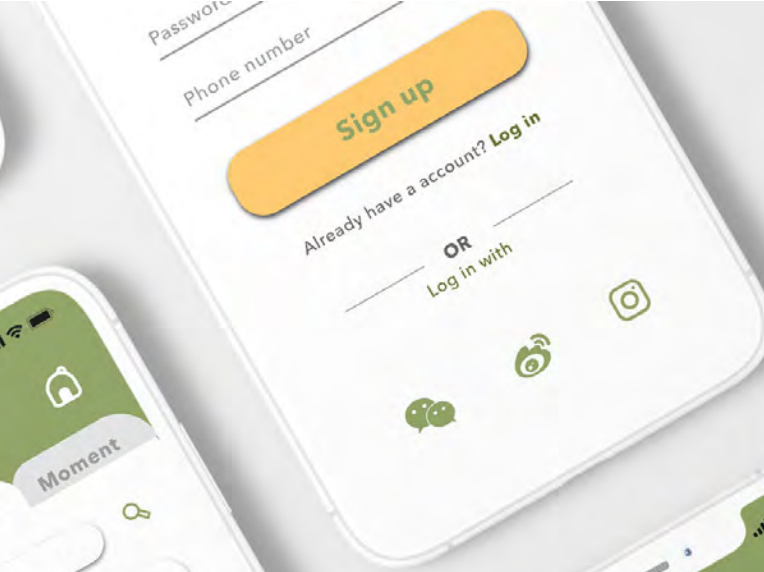 Password
Phone number
Sign up
Already have a account? Log in
OR
Log in with
Moment